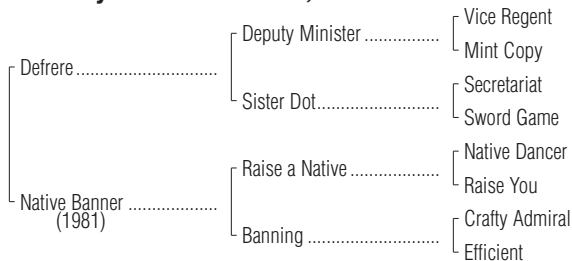 Vice Regent
Deputy Minister ................
Mint Copy
Defrere..............................
Secretariat
Sister Dot..........................
Sword Game
Native Dancer
Raise a Native ...................
Raise You
Native Banner ...................
(1981)
Crafty Admiral
Banning ............................
Efficient